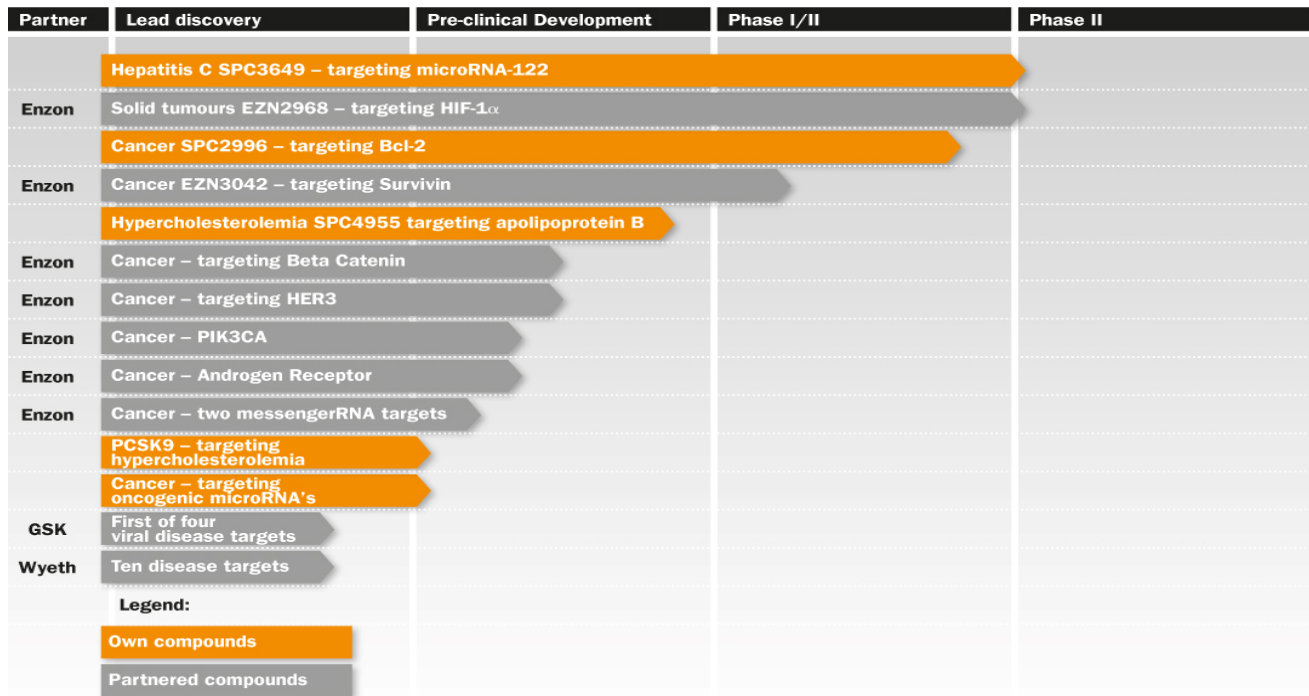 Partner Lead discovery Pre-clinical Development Phase I/II Phase II
Hepatitis C SPC3649 – targeting microRNA-122
Enzon Solid tumours EZN2968 – targeting HIF-1α
Cancer SPC2996 – targeting Bcl-2
Enzon Cancer EZN3042 – targeting Survivin
Hypercholesterolemia SPC4955 targeting apolipoprotein B
Enzon Cancer – targeting Beta Catenin
Enzon Cancer – targeting HER3
Enzon Cancer – PIK3CA
Enzon Cancer – Androgen Receptor
Enzon Cancer – two messengerRNA targets
PCSK9 – targeting
hypercholesterolemia
Cancer – targeting
oncogenic microRNA's
GSK First of four
viral disease targets
Wyeth Ten disease targets
Legend:
Own compounds
Partnered compounds